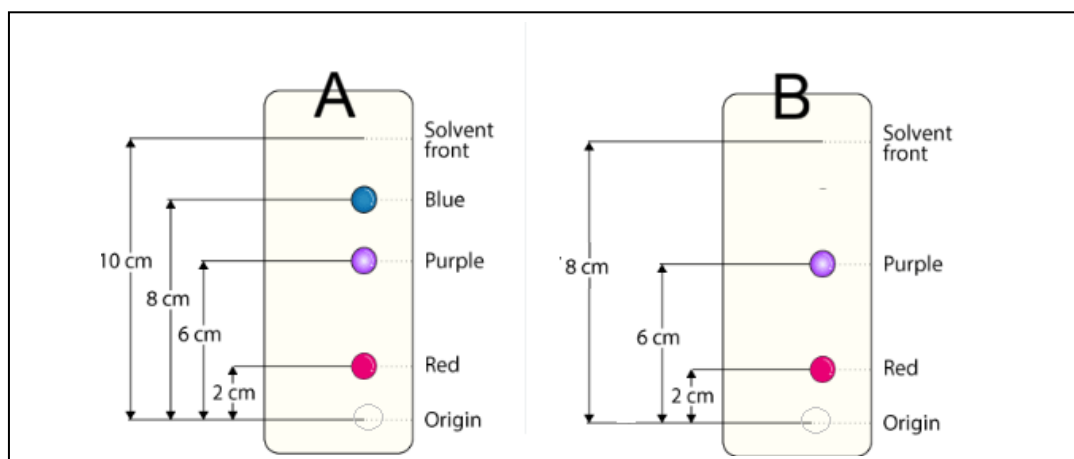 A
Solvent
front
Blue
10 cm
Purple
8 cm
6 cm
Red
2 cm
Origin
B
Solvent
front
8 cm
Purple
6 cm
Red
2 cm
Origin